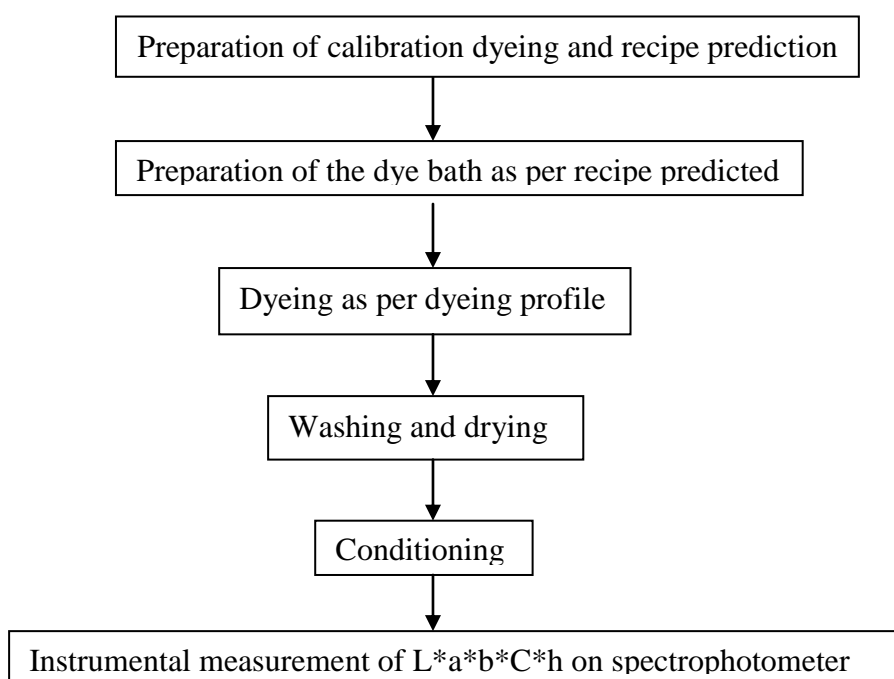 Preparation of calibration dyeing and recipe prediction
Preparation of the dye bath as per recipe predicted
Dyeing as per dyeing profile
Washing and drying
Conditioning
Instrumental measurement of L*a*b*C*h on spectrophotometer